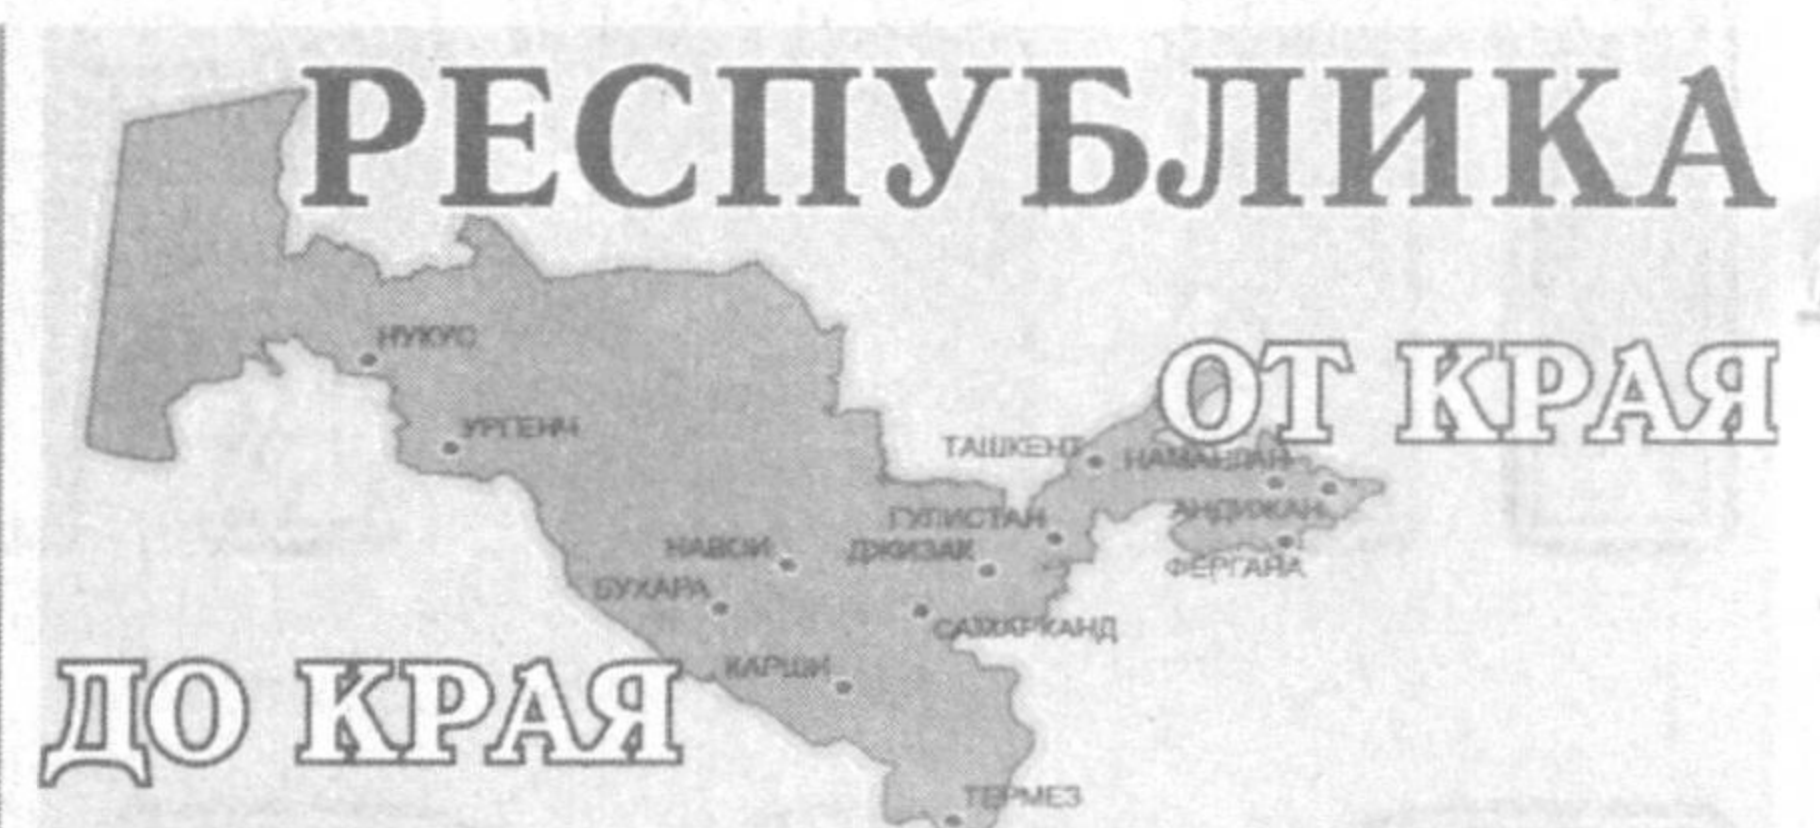 РЕСПУБЛИКА
ОТ КРАЯ
ДО КРАЯ
НУКУС
УРГЕНЧ
ТАШКЕНТ
НАМАНГАН
ГУЛИСТАН
АНДИЖАН
НАВОИ
ДЖИЗАК
ФЕРГАНА
БУХАРА
САМАРКАНД
КАРШИ
ТЕРМЕЗ